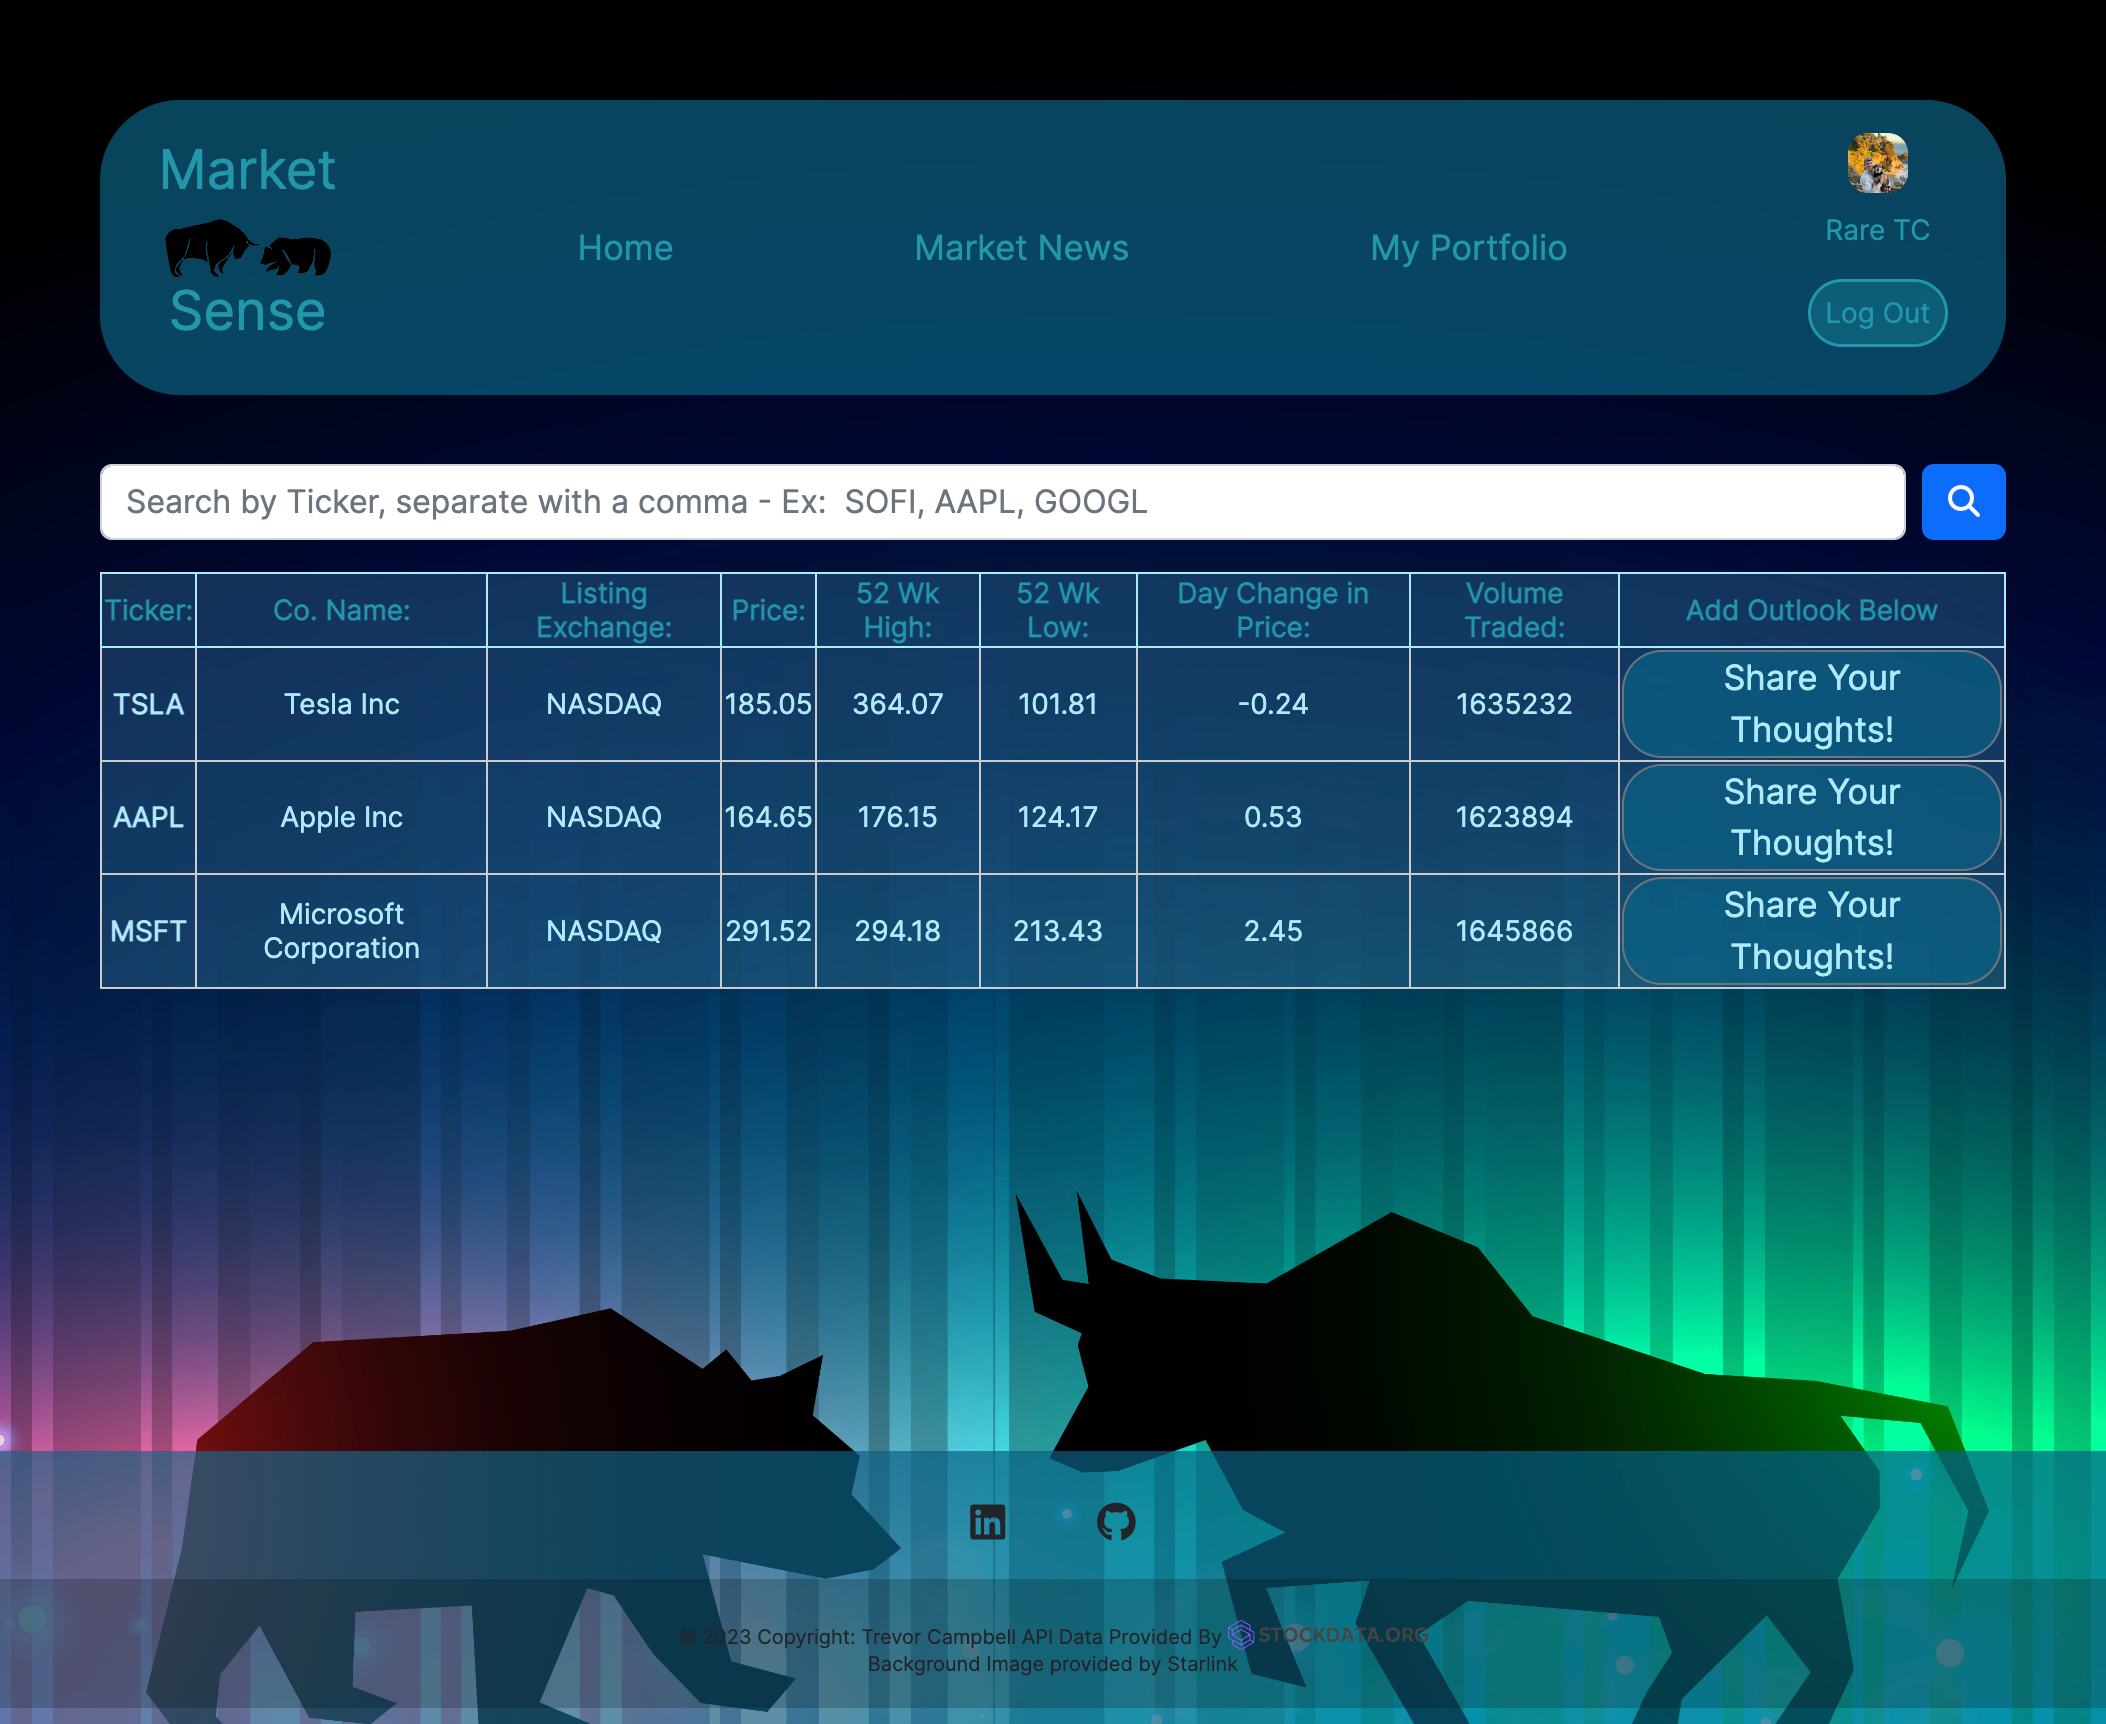 Market
Sense
Home
Market News
My Portfolio
Rare TC
Log Out
Search by Ticker, separate with a comma - Ex:  SOFI, AAPL, GOOGL
Ticker:
Co. Name:
Listing
Exchange:
Price:
52 Wk
High:
52 Wk
Low:
Day Change in
Price:
Volume
Traded:
Add Outlook Below
TSLA
Tesla Inc
NASDAQ
185.05
364.07
101.81
-0.24
1635232
Share Your
Thoughts!
AAPL
Apple Inc
NASDAQ
164.65
176.15
124.17
0.53
1623894
Share Your
Thoughts!
MSFT
Microsoft
Corporation
NASDAQ
291.52
294.18
213.43
2.45
1645866
Share Your
Thoughts!
in
© 2023 Copyright: Trevor Campbell API Data Provided By STOCKDATA.ORG
Background Image provided by Starlink